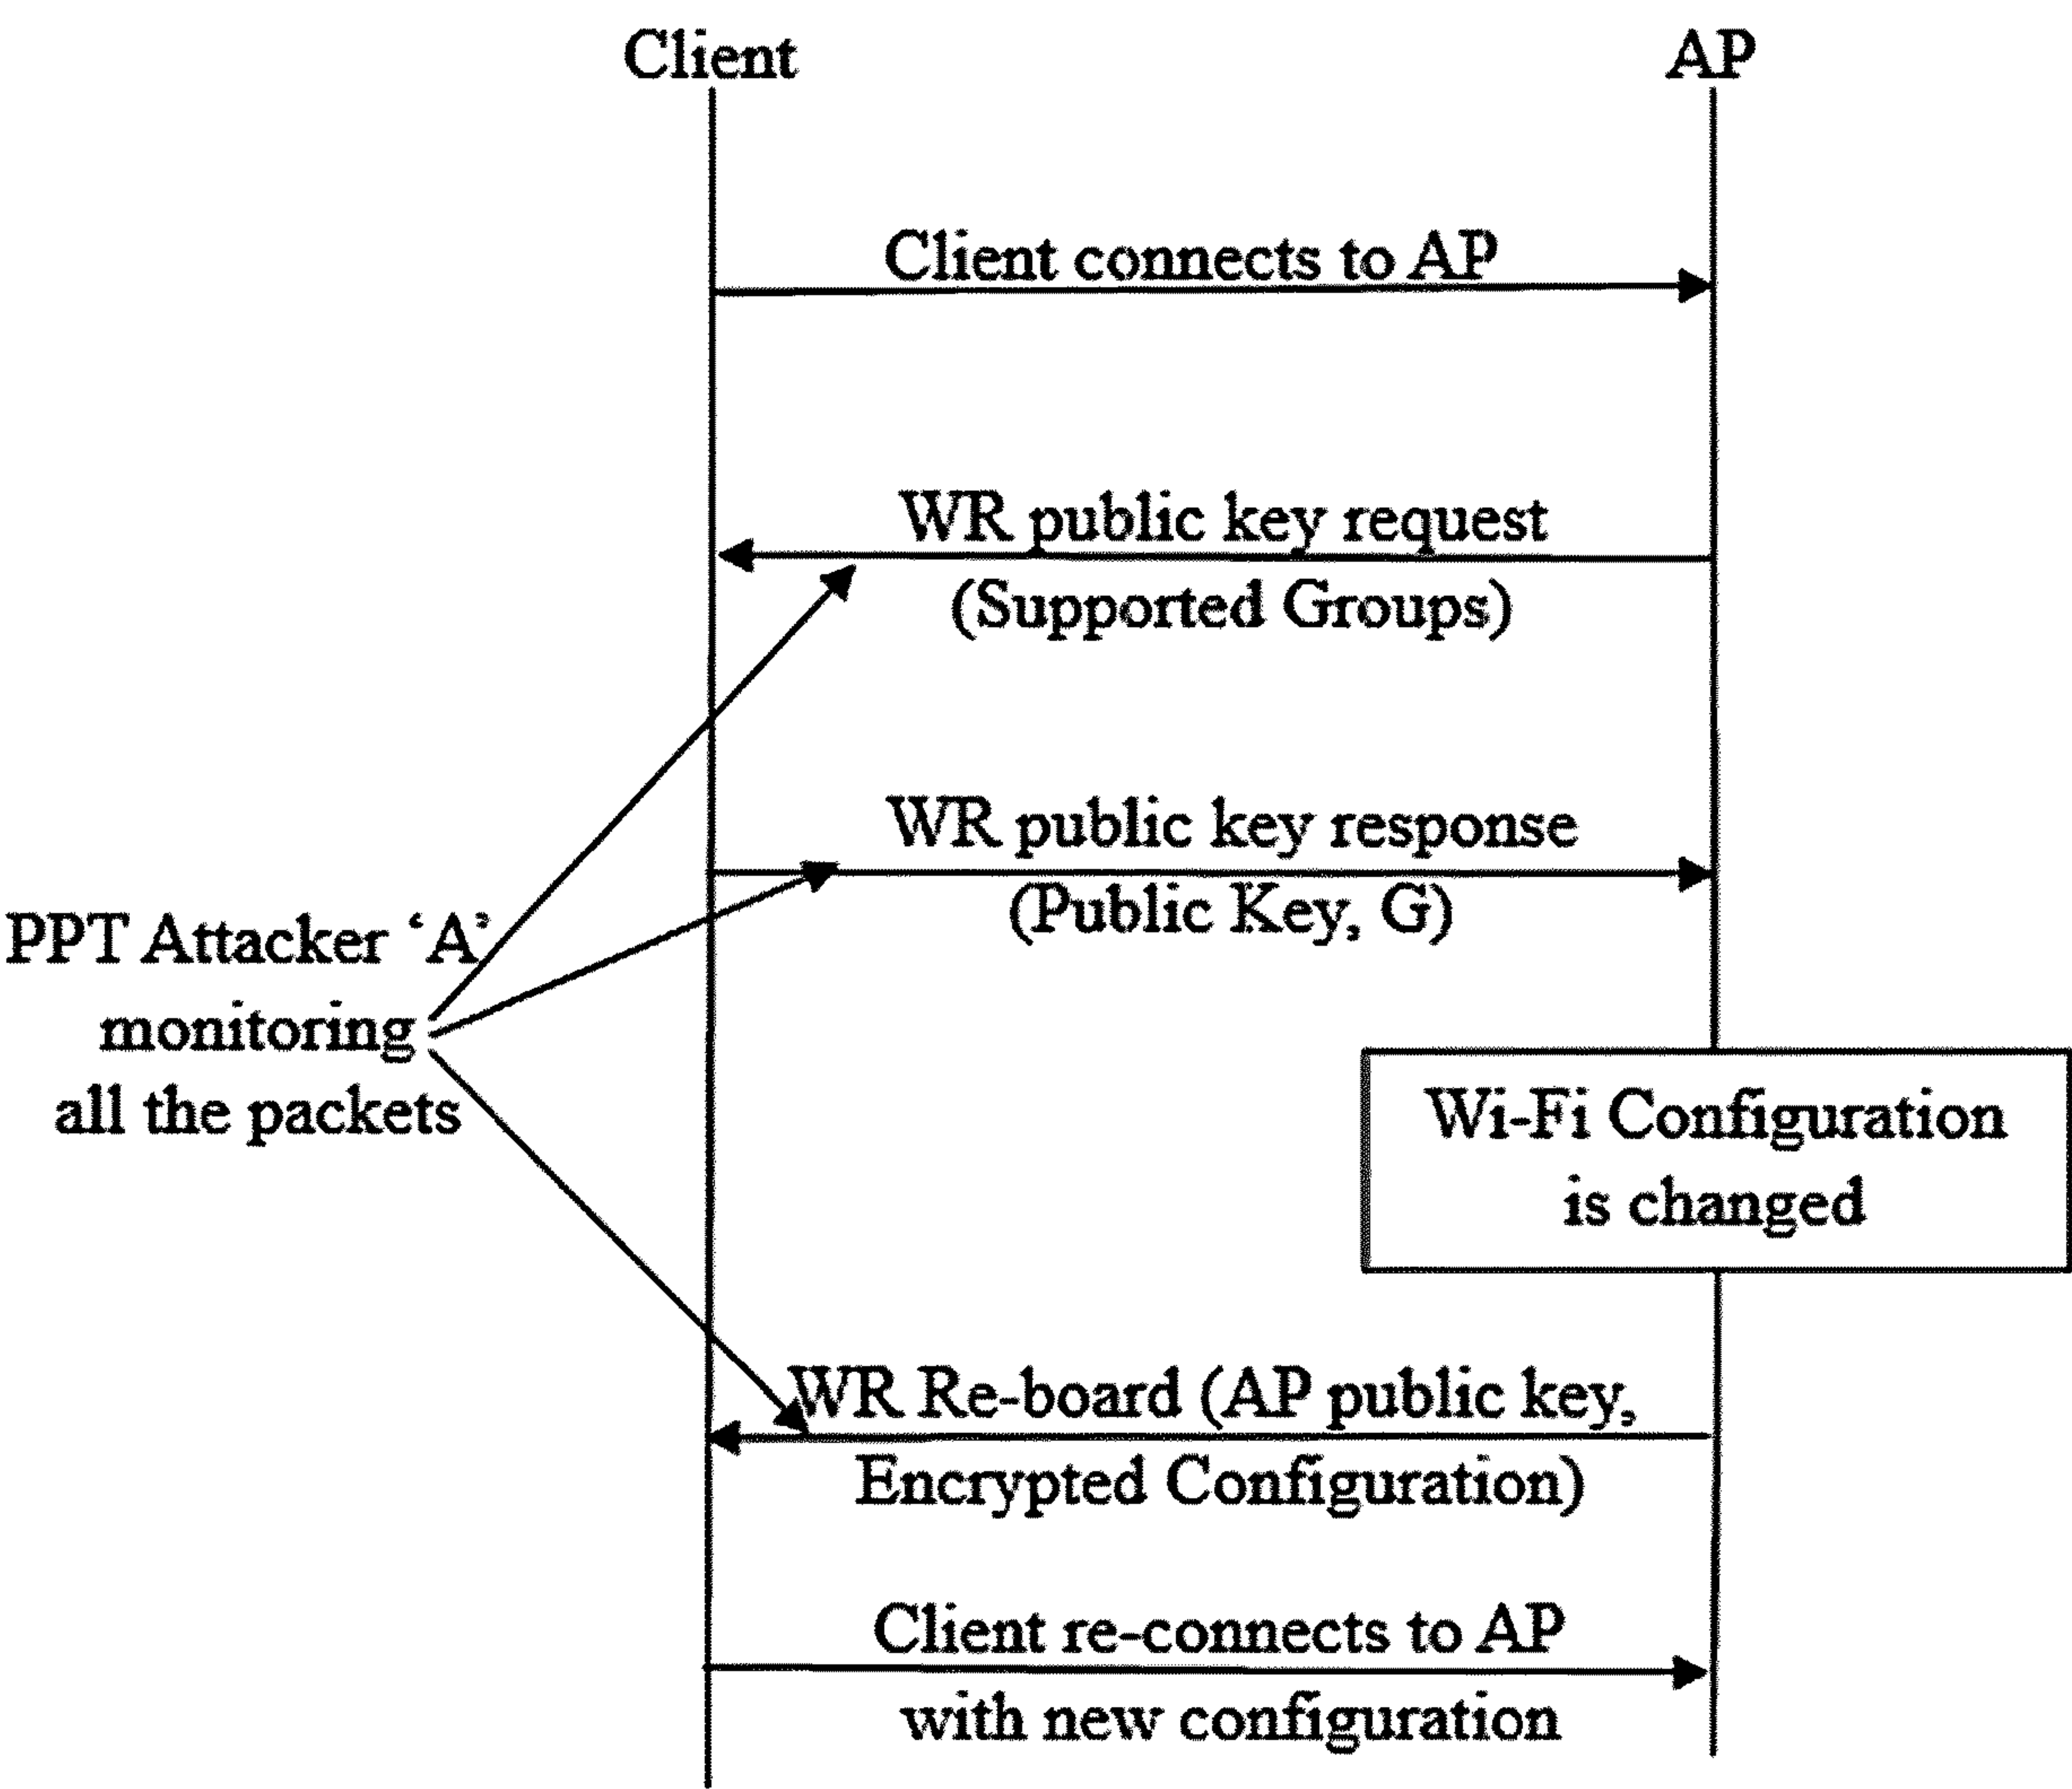 Client
AP
Client connects to AP
WR public key request
(Supported Groups)
WR public key response
(Public Key, G)
PPT Attacker ‘A’
monitoring
all the packets
Wi-Fi Configuration
is changed
WR Re-board (AP public key,
Encrypted Configuration)
Client re-connects to AP
with new configuration